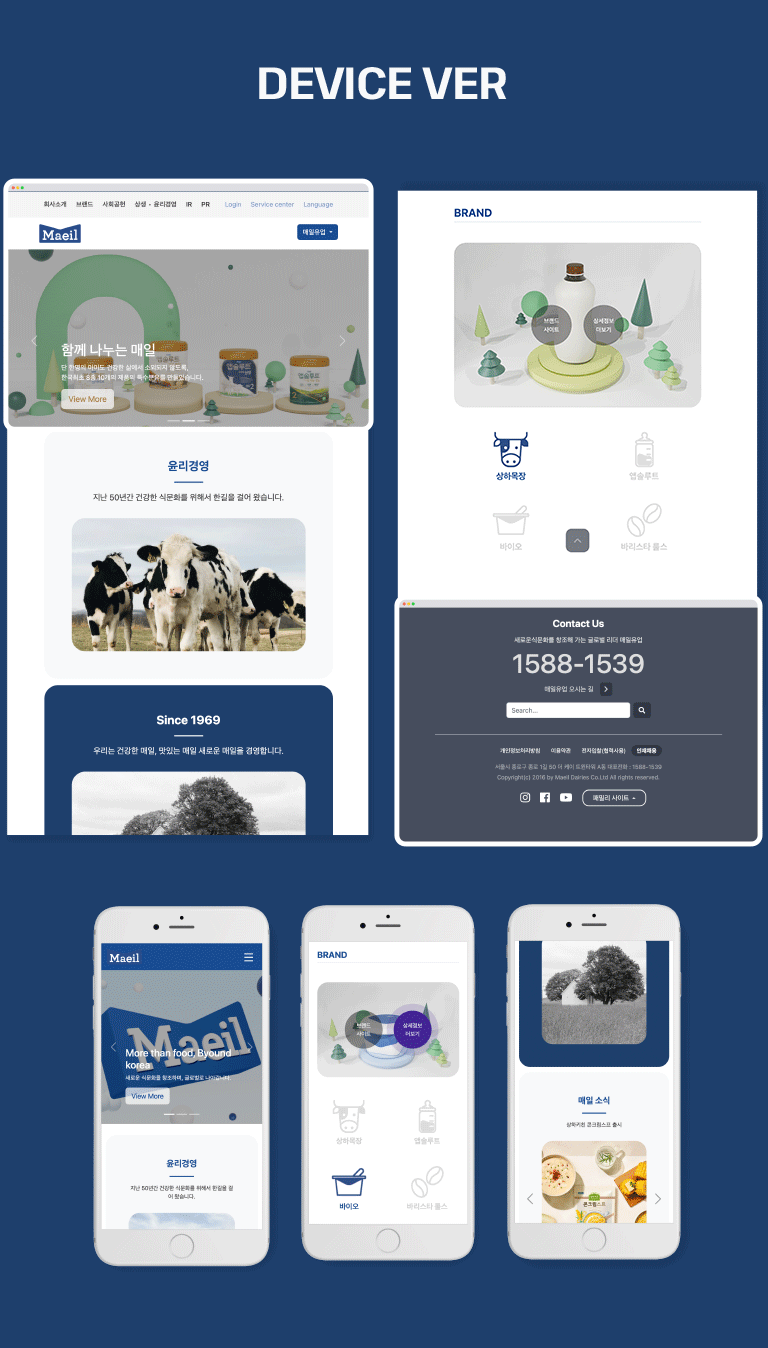 DEVICE VER
회사소개 브랜드 사회공헌 상생 · 윤리경영 IR PR Login Service center Language
Maeil
매일유업
함께 나누는 매일
단 한명의 아이도 건강한 삶에서 소외되지 않도록,
한국최초 8종 10개의 제품의 특수분유를 만들었습니다.
View More
앱솔루트
앱솔루트
윤리경영
지난 50년간 건강한 식문화를 위해서 한길을 걸어 왔습니다.
Since 1969
우리는 건강한 매일, 맛있는 매일 새로운 매일을 경영합니다.
BRAND
브랜드
사이트
상세정보
더보기
상하목장
앱솔루트
바이오
바리스타 룰스
Contact Us
새로운식문화를 창조해 가는 글로벌 리더 매일유업
1588-1539
매일유업 오시는 길
Search...
개인정보처리방침 이용약관 전자입찰(협력사용) 인재채용
서울시 종로구 종로 1길 50 더 케이 트윈타워 A동 대표전화 : 1588-1539
Copyright(c) 2016 by Maeil Dairies Co.Ltd All rights reserved.
패밀리 사이트
Maeil
Maeil
More than food, Byound
korea
새로운 식문화를 창조하며, 글로벌로 나아갑니다.
View More
윤리경영
지난 50년간 건강한 식문화를 위해서 한길을 걸
어 왔습니다.
BRAND
브랜드
사이트
상세정보
더보기
상하목장
앱솔루트
바이오
바리스타 룰스
매일 소식
상하키친 콘크림스프 출시
콘크림스프